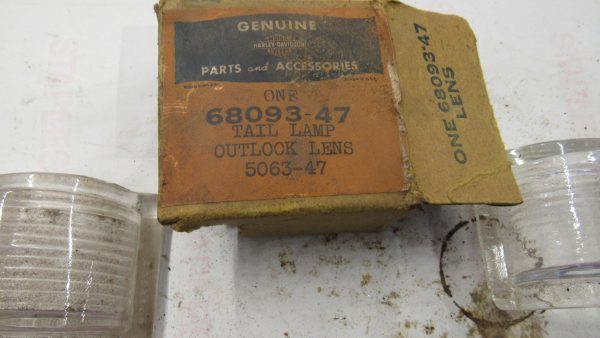 GENUINE
HARLEY-DAVIDSON
PARTS and ACCESSORIES
ONE
68093-47
TAIL LAMP
OUTLOOK LENS
5063-47
ONE 68093-47
LENS